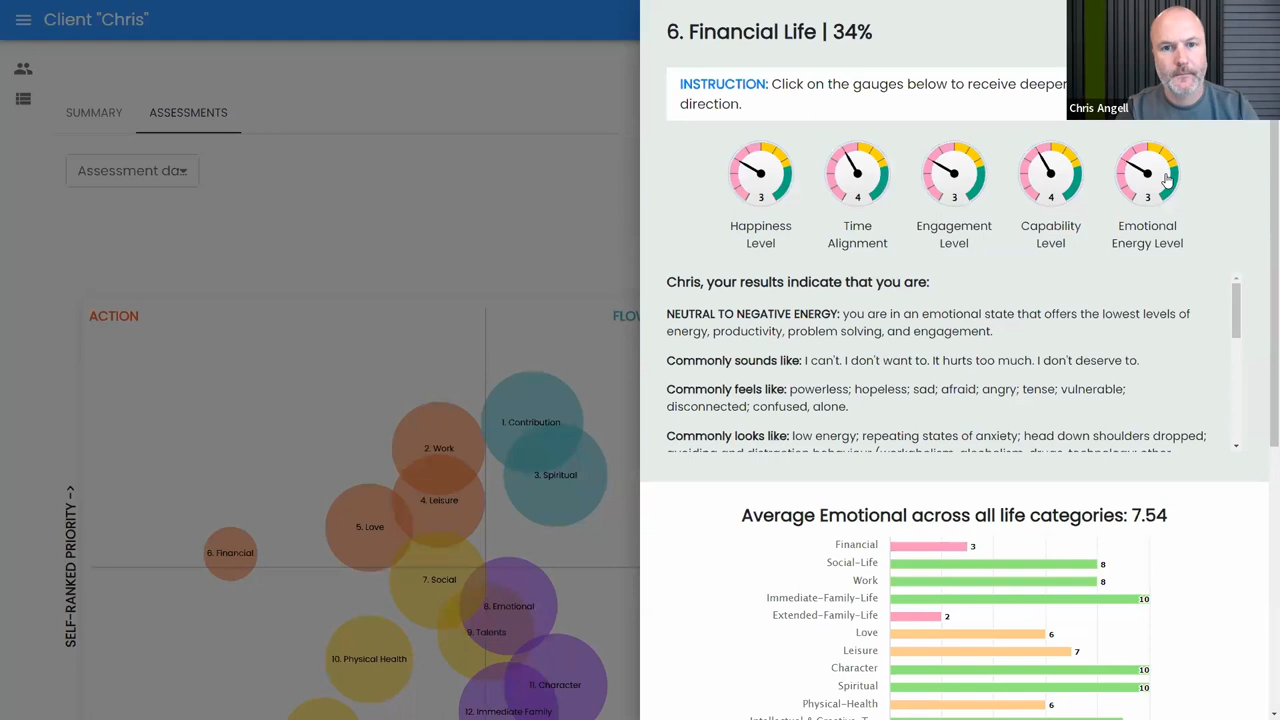 Client "Chris"
SUMMARY
ASSESSMENTS
Assessment da
ACTION
FLO
SELF-RANKED PRIORITY -->
1. Contribution
2. Work
3. Spiritual
4. Leisure
5. Love
6. Financial
7. Social
8. Emotional
9. Talents
10. Physical Health
11. Character
12. Immediate Family
6. Financial Life | 34%
INSTRUCTION: Click on the gauges below to receive deeper
direction.
Chris Angell
3
4
3
4
3
Happiness
Level
Time
Alignment
Engagement
Level
Capability
Level
Emotional
Energy Level
Chris, your results indicate that you are:
NEUTRAL TO NEGATIVE ENERGY: you are in an emotional state that offers the lowest levels of
energy, productivity, problem solving, and engagement.
Commonly sounds like: I can't. I don't want to. It hurts too much. I don't deserve to.
Commonly feels like: powerless; hopeless; sad; afraid; angry; tense; vulnerable;
disconnected; confused, alone.
Commonly looks like: low energy; repeating states of anxiety; head down shoulders dropped;
Average Emotional across all life categories: 7.54
Financial 3
Social-Life 8
Work 8
Immediate-Family-Life 10
Extended-Family-Life 2
Love 6
Leisure 7
Character 10
Spiritual 10
Physical-Health 6